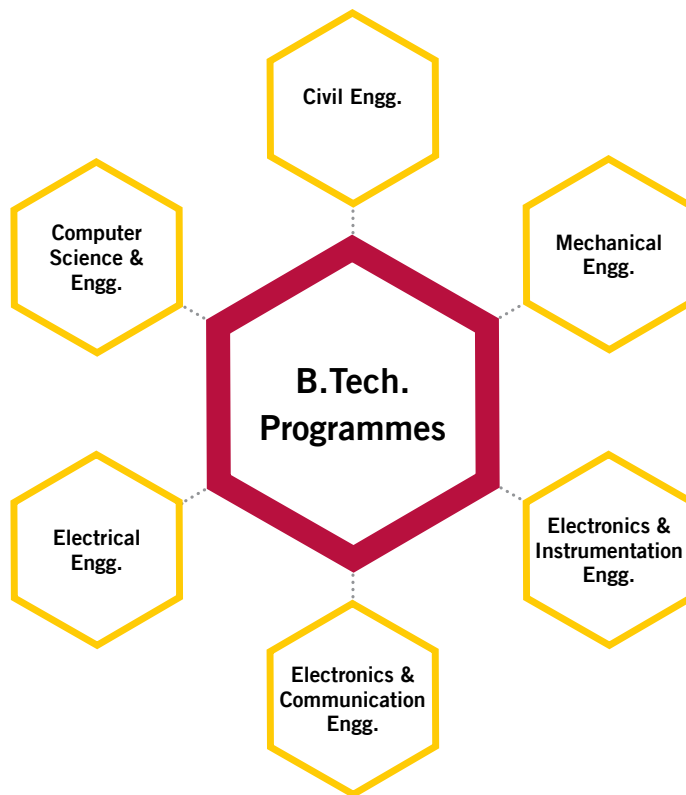 Civil Engg.
Computer
Science &
Engg.
Mechanical
Engg.
B.Tech.
Programmes
Electrical
Engg.
Electronics &
Instrumentation
Engg.
Electronics &
Communication
Engg.